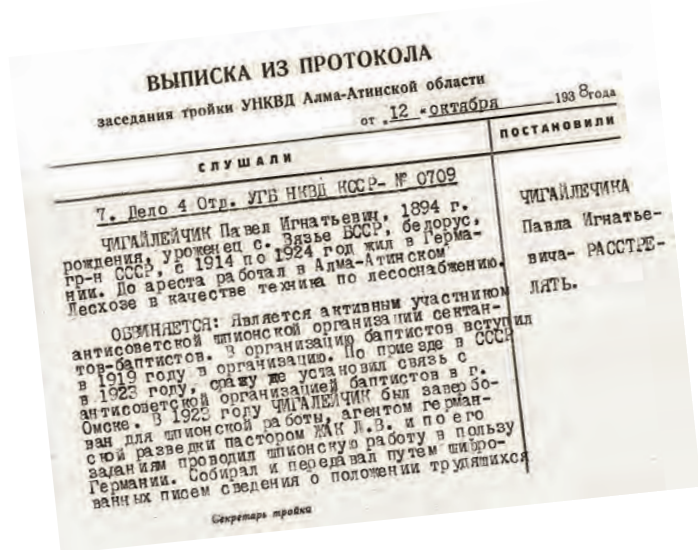 ВЫПИСКА ИЗ ПРОТОКОЛА
заседания тройки УНКВД Алма-Атинской области
от „12 “октября 1938года
СЛУШАЛИ
ПОСТАНОВИЛИ
7. Дело 4 Отд. УГБ НКВД КССР- № 0709
ЧИГАЙЛЕЙЧИК Павел Игнатьевич, 1894 г.
рождения, уроженец с. Вязье БССР, белорус,
гр-н СССР, с 1914 по 1924 год жил в Герма-
нии. До ареста работал в Алма-Атинском
Лесхозе в качестве техника по лесоснабжению.
ОБВИНЯЕТСЯ: Является активным участником
антисоветской шпионской организации сектан-
тов-баптистов. В организацию баптистов вступил
в 1919 году в организацию. По приезде в СССР
в 1923 году, сразу же установил связь с
антисоветской организацией баптистов в г.
Омске. В 1923 году ЧИГАЛЕЙЧИК был завербо-
ван для шпионской работы, агентом герман-
ской разведки пастором ЖАК Л.В. и по его
заданиям проводил шпионскую работу в пользу
Германии. Собирал и передавал путем шифро-
ванных писем сведения о положении трудящихся
ЧИГАЙЛЕЧИКА
Павла Игнатье-
вича- РАССТРЕ-
ЛЯТЬ.
Секретарь тройки